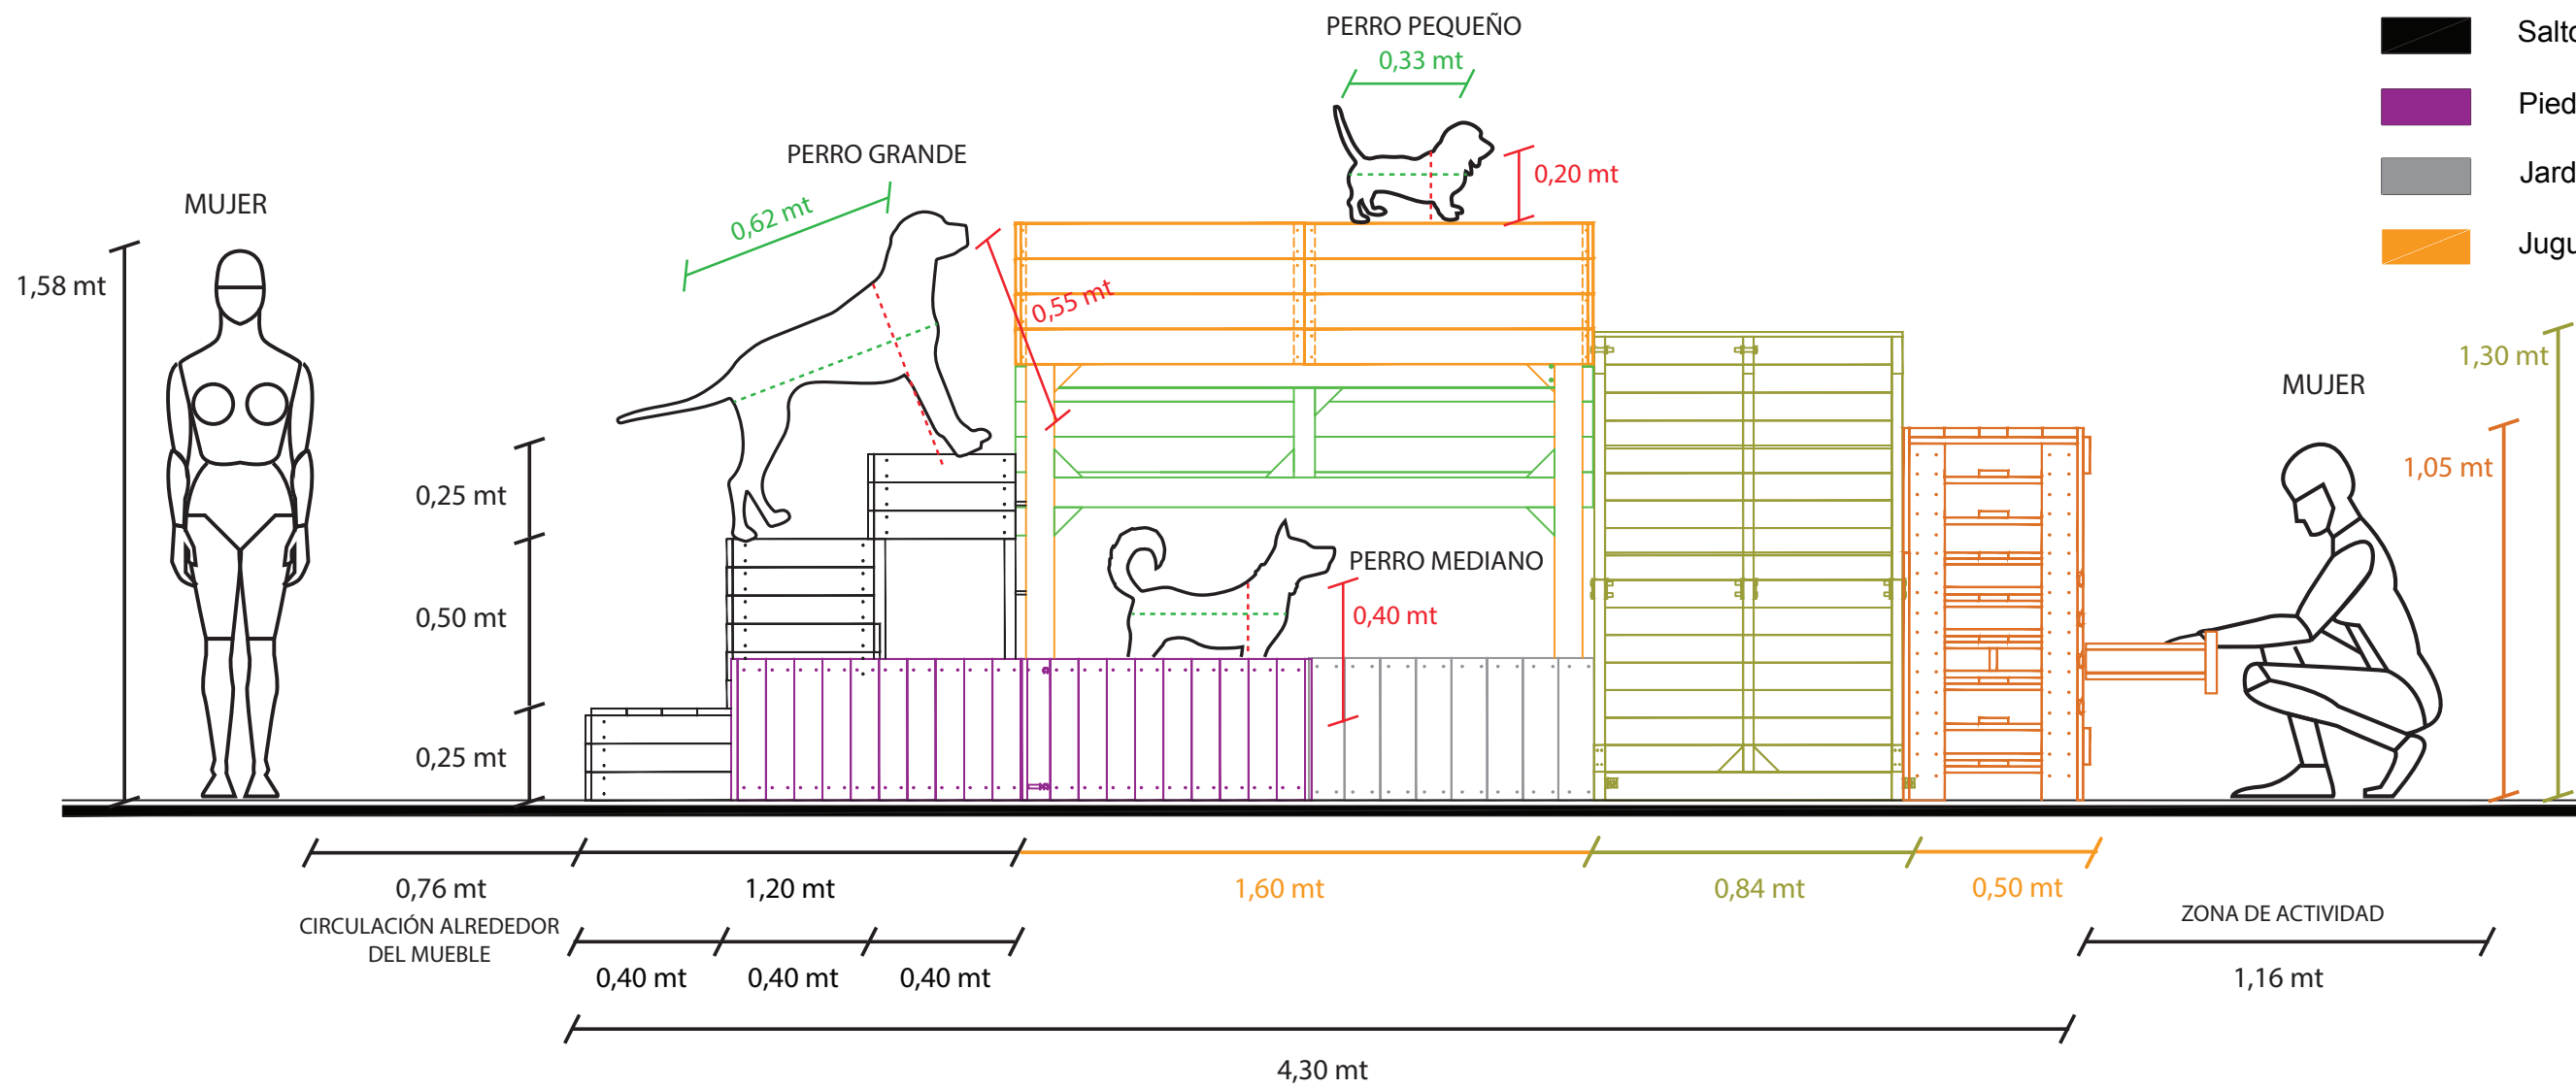 PERRO PEQUEÑO
0,33 mt
0,20 mt
PERRO GRANDE
0,62 mt
0,55 mt
MUJER
1,58 mt
0,25 mt
0,50 mt
0,25 mt
PERRO MEDIANO
0,40 mt
Salto
Pied
Jard
Jugu
1,30 mt
MUJER
1,05 mt
0,76 mt
CIRCULACIÓN ALREDEDOR
DEL MUEBLE
1,20 mt
1,60 mt
0,84 mt
0,50 mt
ZONA DE ACTIVIDAD
1,16 mt
0,40 mt
0,40 mt
0,40 mt
4,30 mt